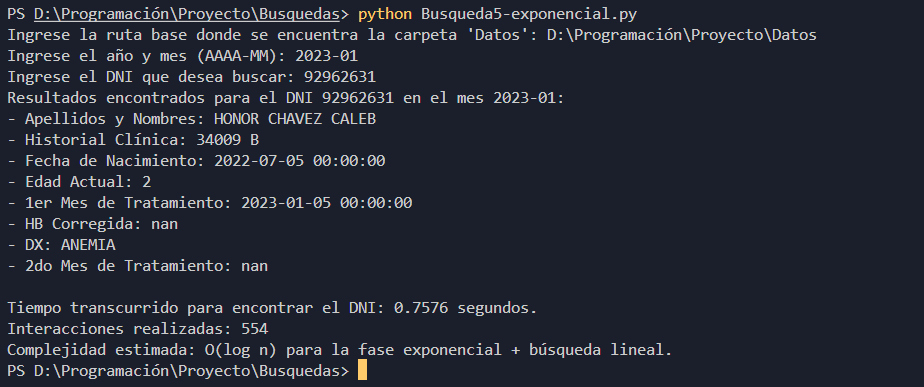 PS D:\Programación\Proyecto\Busquedas> python Busqueda5-exponencial.py
Ingrese la ruta base donde se encuentra la carpeta 'Datos': D:\Programación\Proyecto\Datos
Ingrese el año y mes (AAAA-MM): 2023-01
Ingrese el DNI que desea buscar: 92962631
Resultados encontrados para el DNI 92962631 en el mes 2023-01:
- Apellidos y Nombres: HONOR CHAVEZ CALEB
- Historial Clínica: 34009 B
- Fecha de Nacimiento: 2022-07-05 00:00:00
- Edad Actual: 2
- 1er Mes de Tratamiento: 2023-01-05 00:00:00
- HB Corregida: nan
- DX: ANEMIA
- 2do Mes de Tratamiento: nan
Tiempo transcurrido para encontrar el DNI: 0.7576 segundos.
Interacciones realizadas: 554
Complejidad estimada: O(log n) para la fase exponencial + búsqueda lineal.
PS D:\Programación\Proyecto\Busquedas>